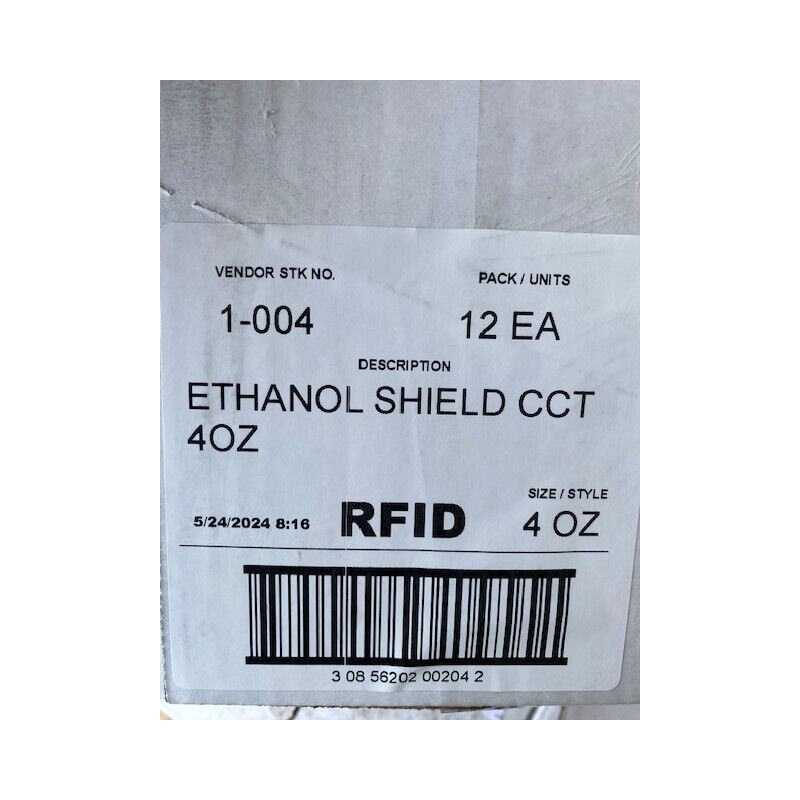 VENDOR STK NO. PACK / UNITS
1-004 12 EA
DESCRIPTION
ETHANOL SHIELD CCT
4OZ
SIZE / STYLE
5/24/2024 8:16 RFID 4 OZ
3 08 56202 00204 2